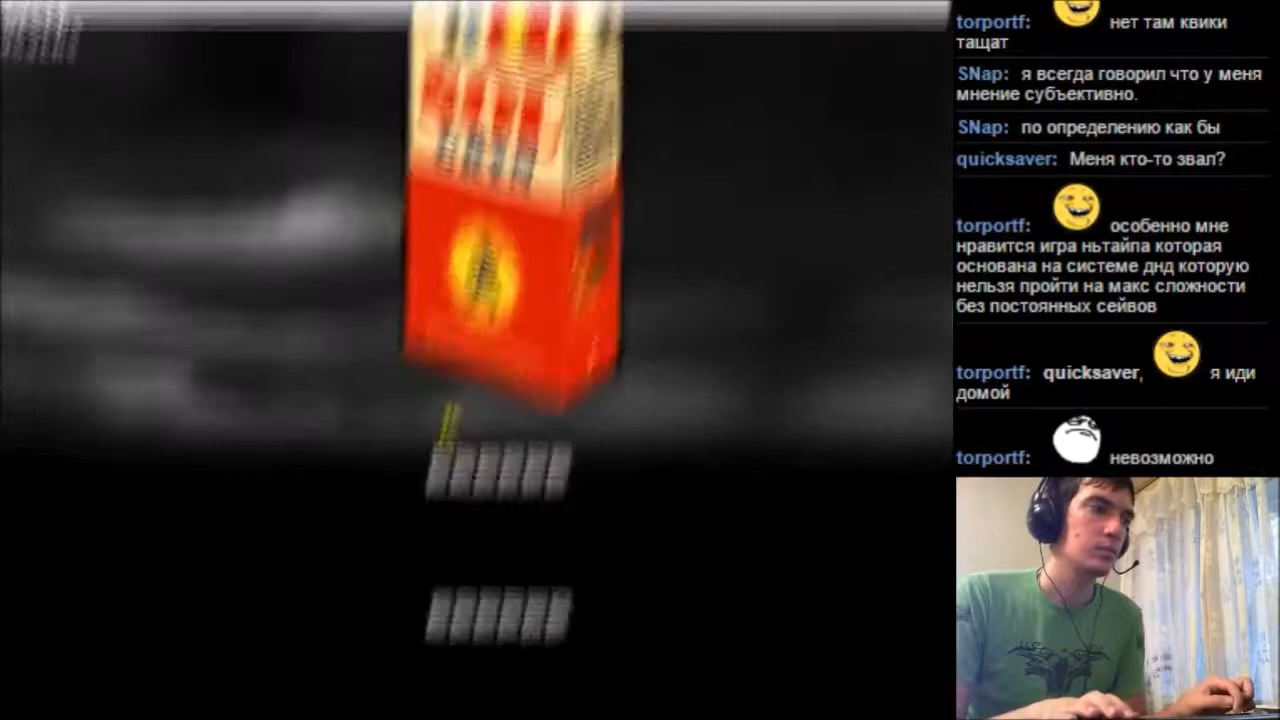 torportf: нет там квики
тащат
SNap: я всегда говорил что у меня
мнение субъективно.
SNap: по определению как бы
quicksaver: Меня кто-то звал?
torportf: особенно мне
нравится игра ньтайпа которая
основана на системе днд которую
нельзя пройти на макс сложности
без постоянных сейвов
torportf: quicksaver, я иди
домой
torportf: невозможно